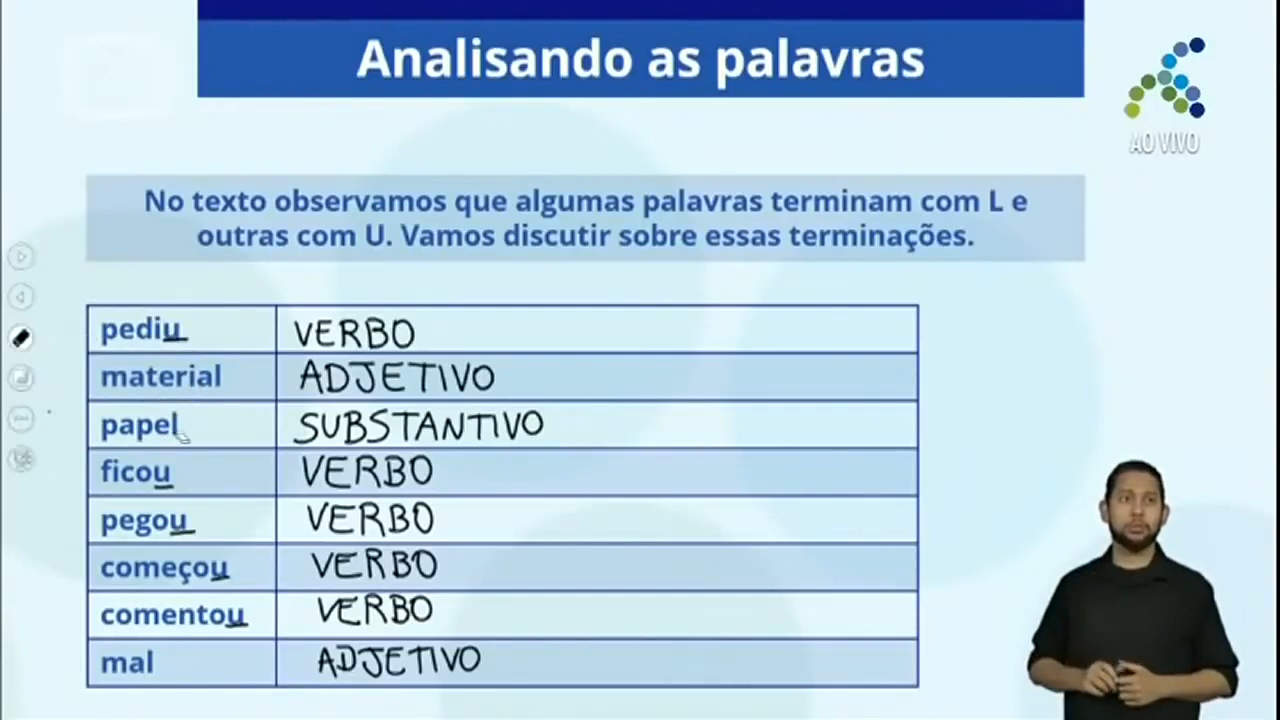 Analisando as palavras
AO VIVO
No texto observamos que algumas palavras terminam com L e
outras com U. Vamos discutir sobre essas terminações.
pediu VERBO
material ADJETIVO
papel SUBSTANTIVO
ficou VERBO
pegou VERBO
começou VERBO
comentou VERBO
mal ADJETIVO